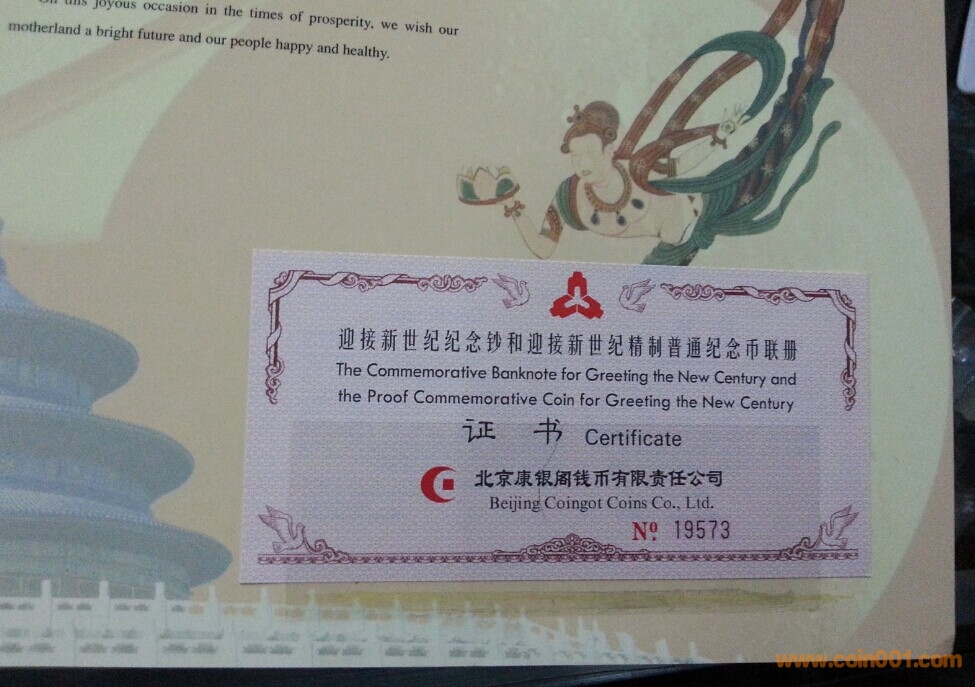 On this joyous occasion in the times of prosperity, we wish our
motherland a bright future and our people happy and healthy.
迎接新世纪纪念钞和迎接新世纪精制普通纪念币联册
The Commemorative Banknote for Greeting the New Century and
the Proof Commemorative Coin for Greeting the New Century
证 书 Certificate
北京康银阁钱币有限责任公司
Beijing Coingot Coins Co., Ltd.
Nº. 19573
www.coin001.com